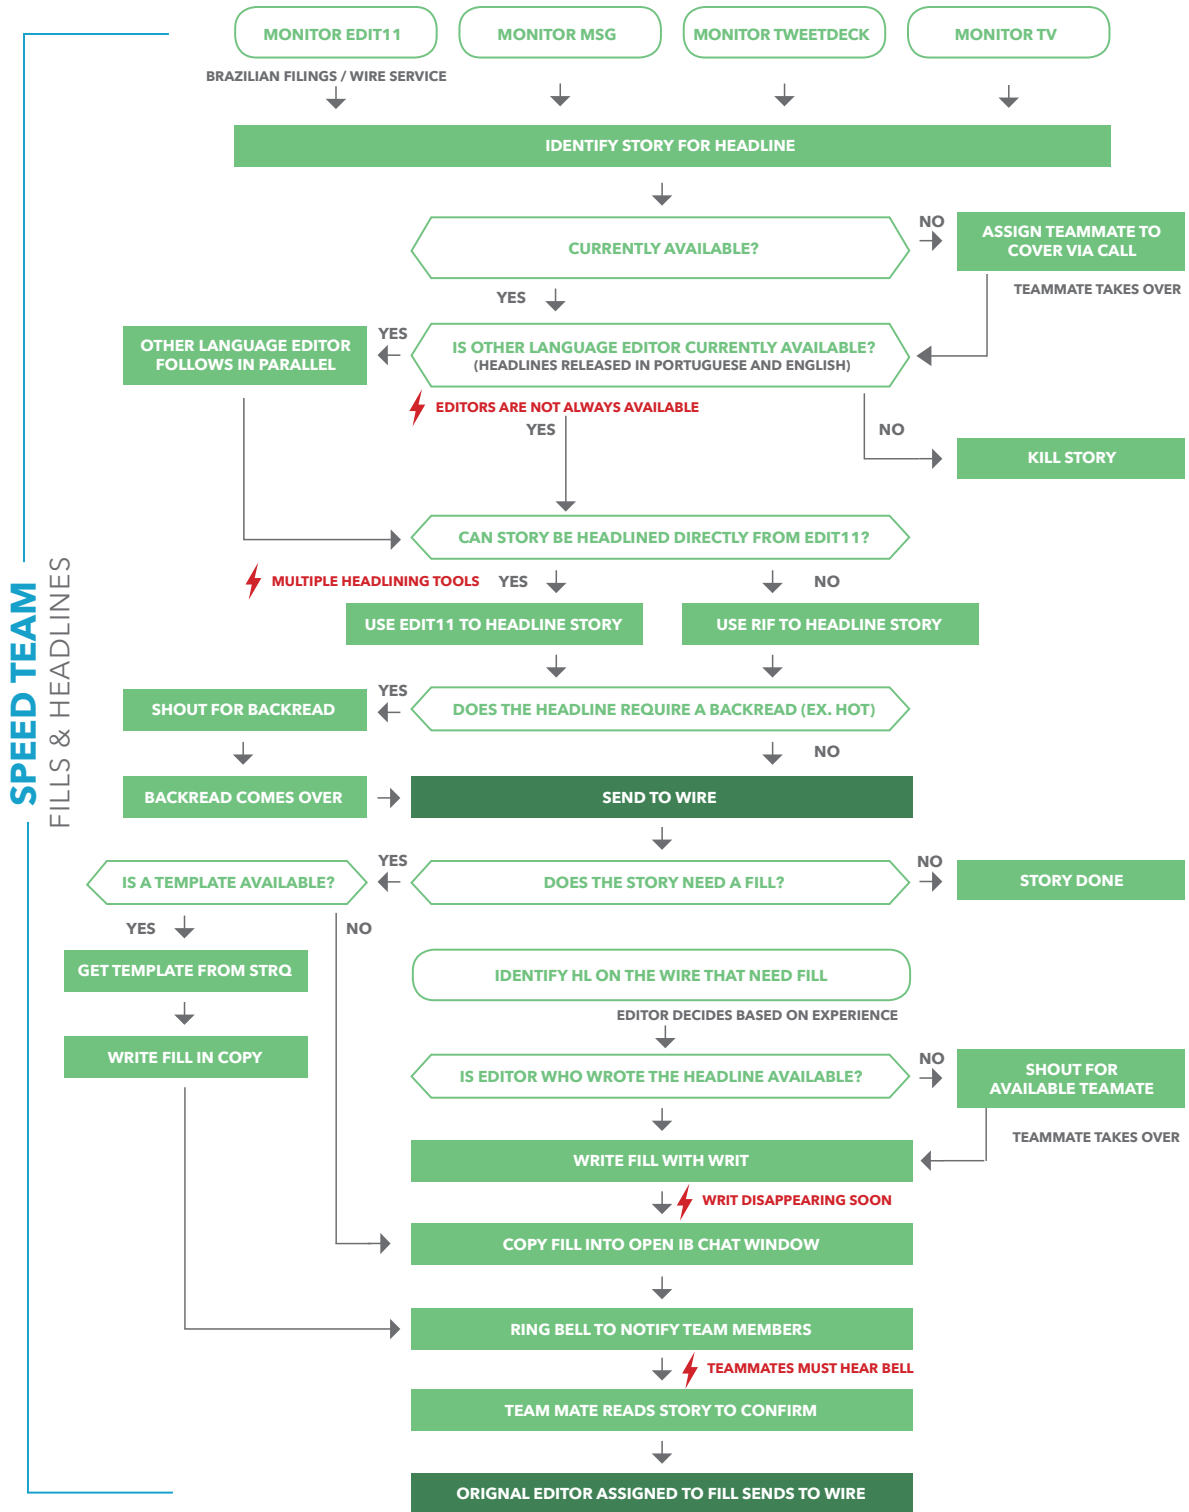 MONITOR EDIT11
MONITOR MSG
MONITOR TWEETDECK
MONITOR TV
BRAZILIAN FILINGS / WIRE SERVICE
IDENTIFY STORY FOR HEADLINE
CURRENTLY AVAILABLE?
NO
ASSIGN TEAMMATE TO
COVER VIA CALL
TEAMMATE TAKES OVER
YES
OTHER LANGUAGE EDITOR
FOLLOWS IN PARALLEL
YES
IS OTHER LANGUAGE EDITOR CURRENTLY AVAILABLE?
(HEADLINES RELEASED IN PORTUGUESE AND ENGLISH)
EDITORS ARE NOT ALWAYS AVAILABLE
YES
NO
KILL STORY
CAN STORY BE HEADLINED DIRECTLY FROM EDIT11?
MULTIPLE HEADLINING TOOLS
YES
NO
USE EDIT11 TO HEADLINE STORY
USE RIF TO HEADLINE STORY
SPEED TEAM
FILLS & HEADLINES
SHOUT FOR BACKREAD
YES
DOES THE HEADLINE REQUIRE A BACKREAD (EX. HOT)
NO
BACKREAD COMES OVER
SEND TO WIRE
IS A TEMPLATE AVAILABLE?
YES
DOES THE STORY NEED A FILL?
NO
STORY DONE
YES
NO
GET TEMPLATE FROM STRQ
IDENTIFY HL ON THE WIRE THAT NEED FILL
EDITOR DECIDES BASED ON EXPERIENCE
WRITE FILL IN COPY
IS EDITOR WHO WROTE THE HEADLINE AVAILABLE?
NO
SHOUT FOR
AVAILABLE TEAMATE
TEAMMATE TAKES OVER
WRITE FILL WITH WRIT
WRIT DISAPPEARING SOON
COPY FILL INTO OPEN IB CHAT WINDOW
RING BELL TO NOTIFY TEAM MEMBERS
TEAMMATES MUST HEAR BELL
TEAM MATE READS STORY TO CONFIRM
ORIGNAL EDITOR ASSIGNED TO FILL SENDS TO WIRE